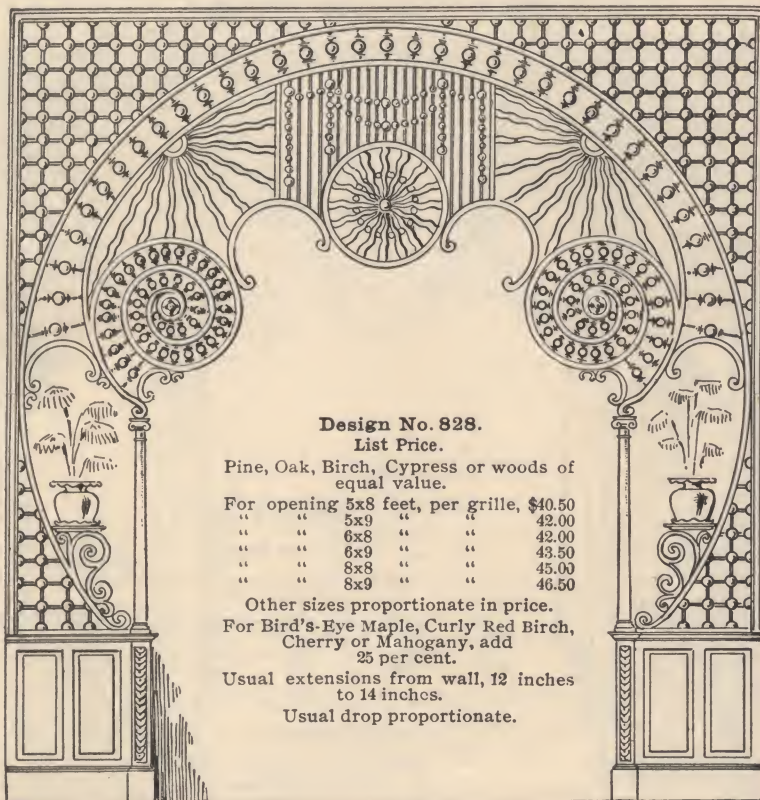 Design No. 828.
List Price.
Pine, Oak, Birch, Cypress or woods of
equal value.
For opening 5x8 feet, per grille, $40.50
" " 5x9 " " 42.00
" " 6x8 " " 42.00
" " 6x9 " " 43.50
" " 8x8 " " 45.00
" " 8x9 " " 46.50
Other sizes proportionate in price.
For Bird's-Eye Maple, Curly Red Birch,
Cherry or Mahogany, add
25 per cent.
Usual extensions from wall, 12 inches
to 14 inches.
Usual drop proportionate.